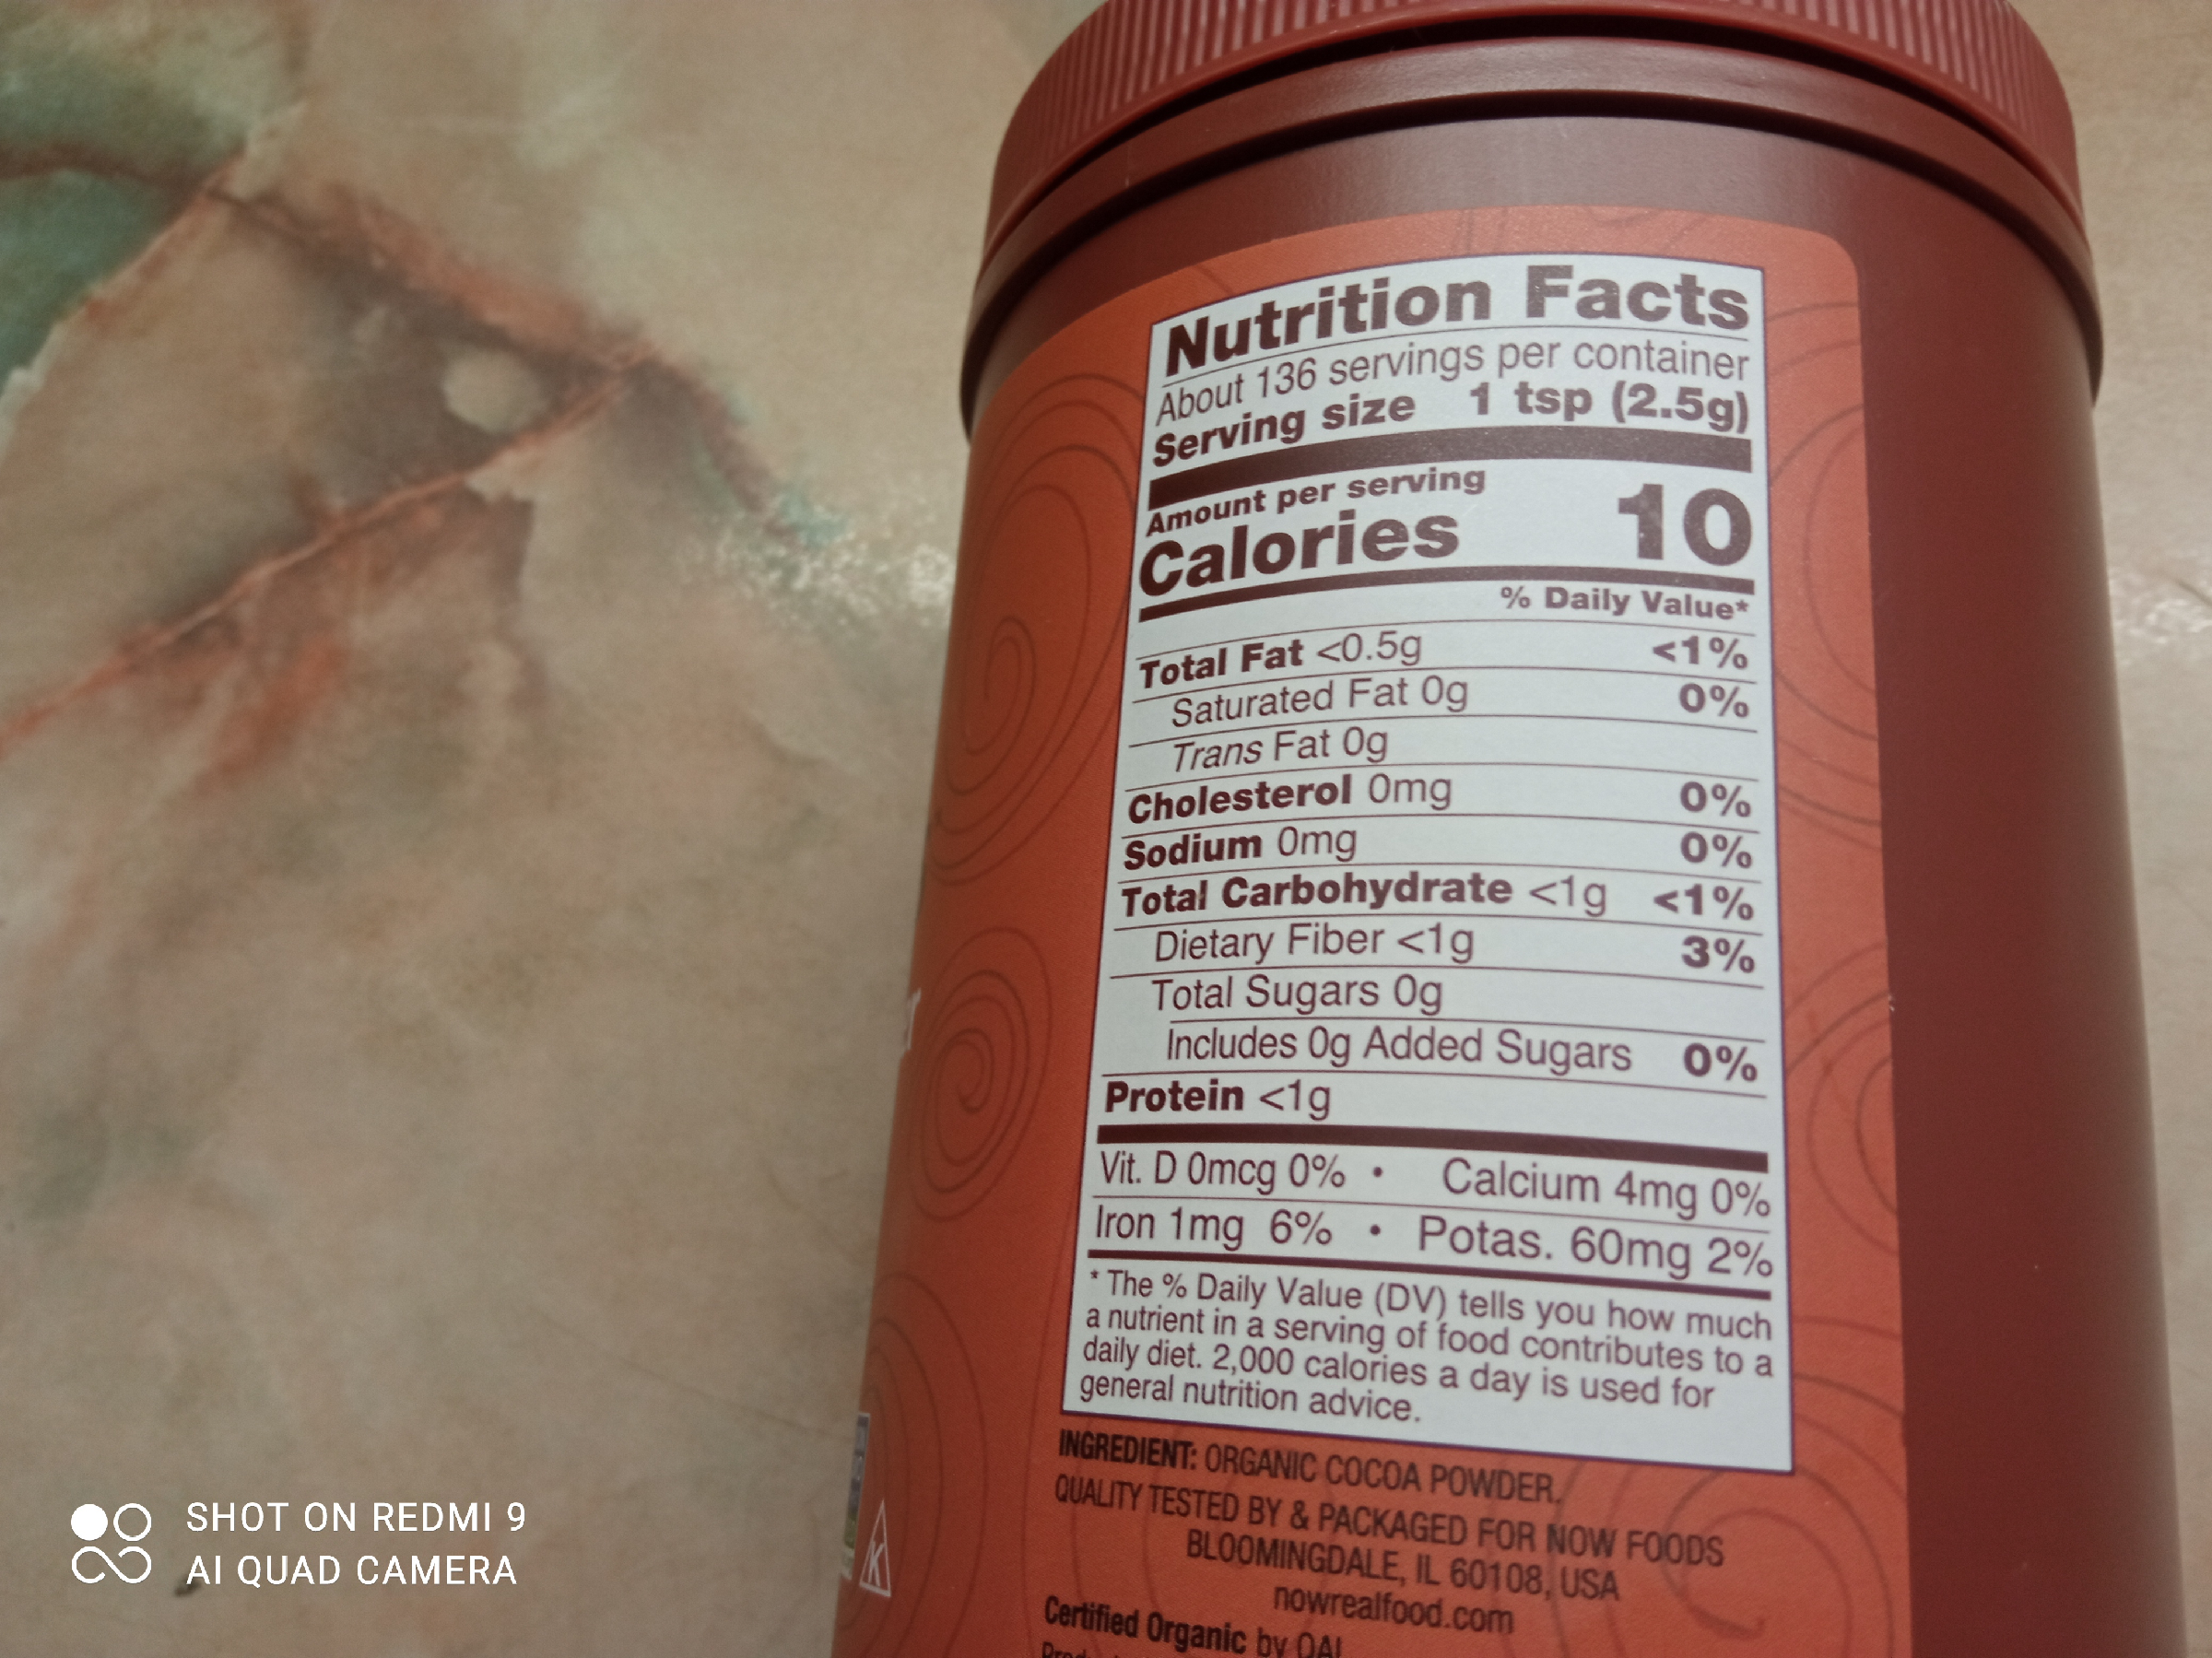 Nutrition Facts
About 136 servings per container
Serving size 1 tsp (2.5g)
Amount per serving
Calories 10
% Daily Value*
Total Fat <0.5g <1%
Saturated Fat 0g 0%
Trans Fat 0g
Cholesterol 0mg 0%
Sodium 0mg 0%
Total Carbohydrate <1g <1%
Dietary Fiber <1g 3%
Total Sugars 0g
Includes 0g Added Sugars 0%
Protein <1g
Vit. D 0mcg 0% • Calcium 4mg 0%
Iron 1mg 6% • Potas. 60mg 2%
* The % Daily Value (DV) tells you how much
a nutrient in a serving of food contributes to a
daily diet. 2,000 calories a day is used for
general nutrition advice.
INGREDIENT: ORGANIC COCOA POWDER.
QUALITY TESTED BY & PACKAGED FOR NOW FOODS
BLOOMINGDALE, IL 60108, USA
nowrealfood.com
Certified Organic by QAI
K
SHOT ON REDMI 9
AI QUAD CAMERA